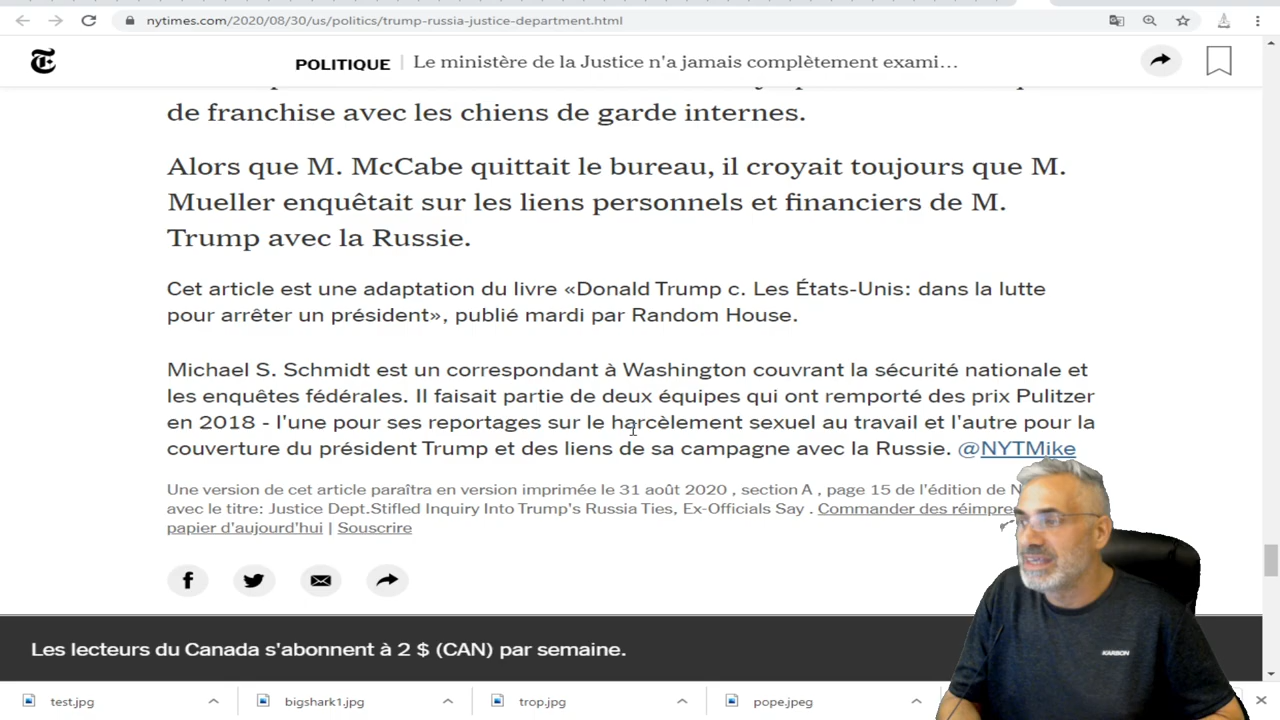 nytimes.com/2020/08/30/us/politics/trump-russia-justice-department.html
POLITIQUE | Le ministère de la Justice n'a jamais complètement exami…
de franchise avec les chiens de garde internes.
Alors que M. McCabe quittait le bureau, il croyait toujours que M.
Mueller enquêtait sur les liens personnels et financiers de M.
Trump avec la Russie.
Cet article est une adaptation du livre «Donald Trump c. Les États-Unis: dans la lutte
pour arrêter un président», publié mardi par Random House.
Michael S. Schmidt est un correspondant à Washington couvrant la sécurité nationale et
les enquêtes fédérales. Il faisait partie de deux équipes qui ont remporté des prix Pulitzer
en 2018 - l'une pour ses reportages sur le harcèlement sexuel au travail et l'autre pour la
couverture du président Trump et des liens de sa campagne avec la Russie. @NYTMike
Une version de cet article paraîtra en version imprimée le 31 août 2020 , section A , page 15 de l'édition de
avec le titre: Justice Dept.Stifled Inquiry Into Trump's Russia Ties, Ex-Officials Say . Commander des
papier d'aujourd'hui | Souscrire
Les lecteurs du Canada s'abonnent à 2 $ (CAN) par semaine.
KARBON
test.jpg
bigshark1.jpg
trop.jpg
pope.jpeg